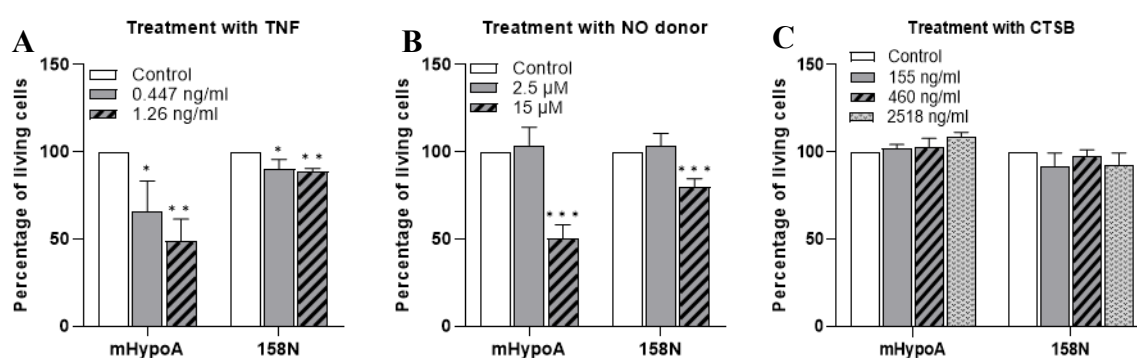 A
Treatment with TNF
Percentage of living cells
150
100
50
0
Control
0.447 ng/ml
1.26 ng/ml
*
* *
*
* *
mHypoA
158N
B
Treatment with NO donor
Percentage of living cells
150
100
50
0
Control
2.5 µM
15 µM
* * *
* * *
mHypoA
158N
C
Treatment with CTSB
Percentage of living cells
150
100
50
0
Control
155 ng/ml
460 ng/ml
2518 ng/ml
mHypoA
158N